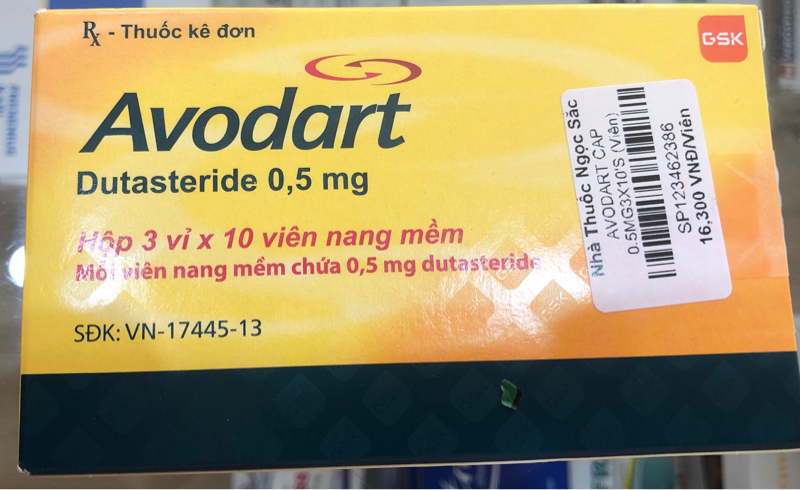 Rx - Thuốc kê đơn
GSK
Avodart
Dutasteride 0,5 mg
Hộp 3 vỉ x 10 viên nang mềm
Mỗi viên nang mềm chứa 0,5 mg dutasteride
SĐK: VN-17445-13
Nhà Thuốc Ngọc Sắc
AVODART CAP
0.5MG3X10'S (Viên)
SP123462386
16,300 VNĐ/Viên